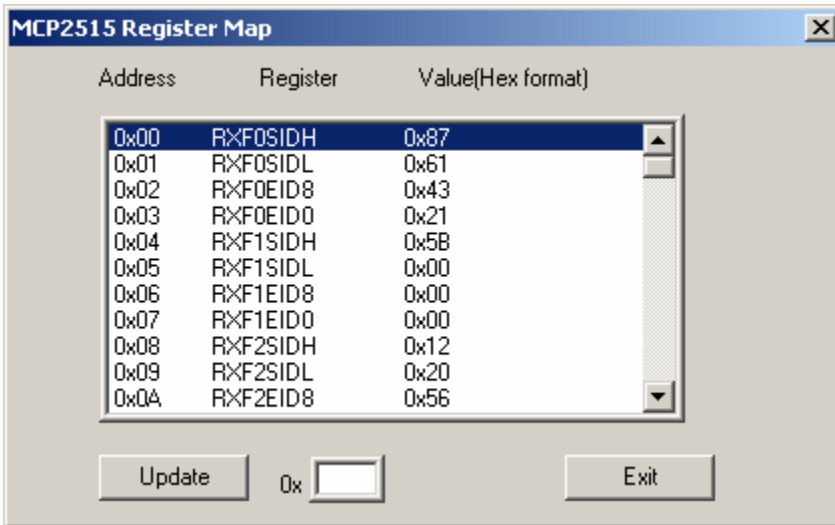 MCP2515 Register Map
Address Register Value(Hex format)
0x00 RXF0SIDH 0x87
0x01 RXF0SIDL 0x61
0x02 RXF0EID8 0x43
0x03 RXF0EID0 0x21
0x04 RXF1SIDH 0x5B
0x05 RXF1SIDL 0x00
0x06 RXF1EID8 0x00
0x07 RXF1EID0 0x00
0x08 RXF2SIDH 0x12
0x09 RXF2SIDL 0x20
0x0A RXF2EID8 0x56
Update 0x Exit